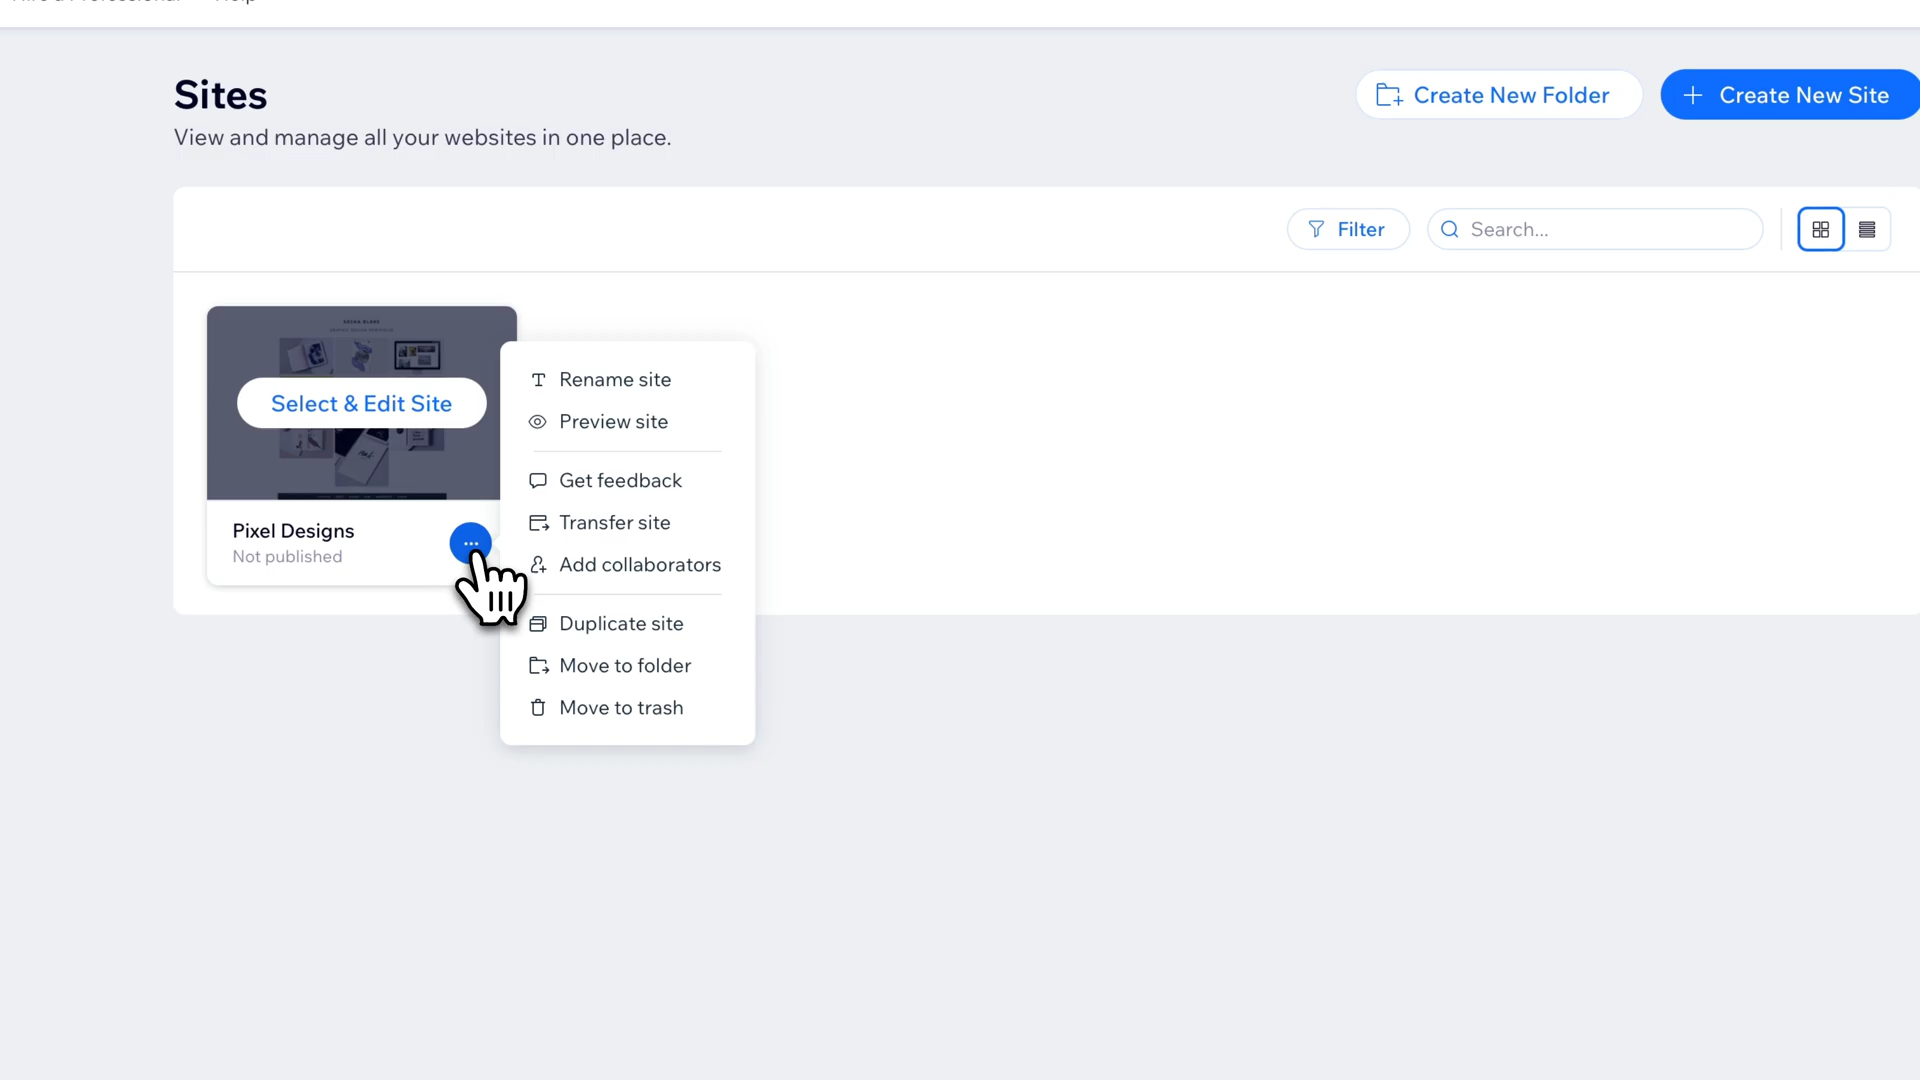 Sites
View and manage all your websites in one place.
Create New Folder
Create New Site
Filter
Search...
Select & Edit Site
Pixel Designs
Not published
Rename site
Preview site
Get feedback
Transfer site
Add collaborators
Duplicate site
Move to folder
Move to trash